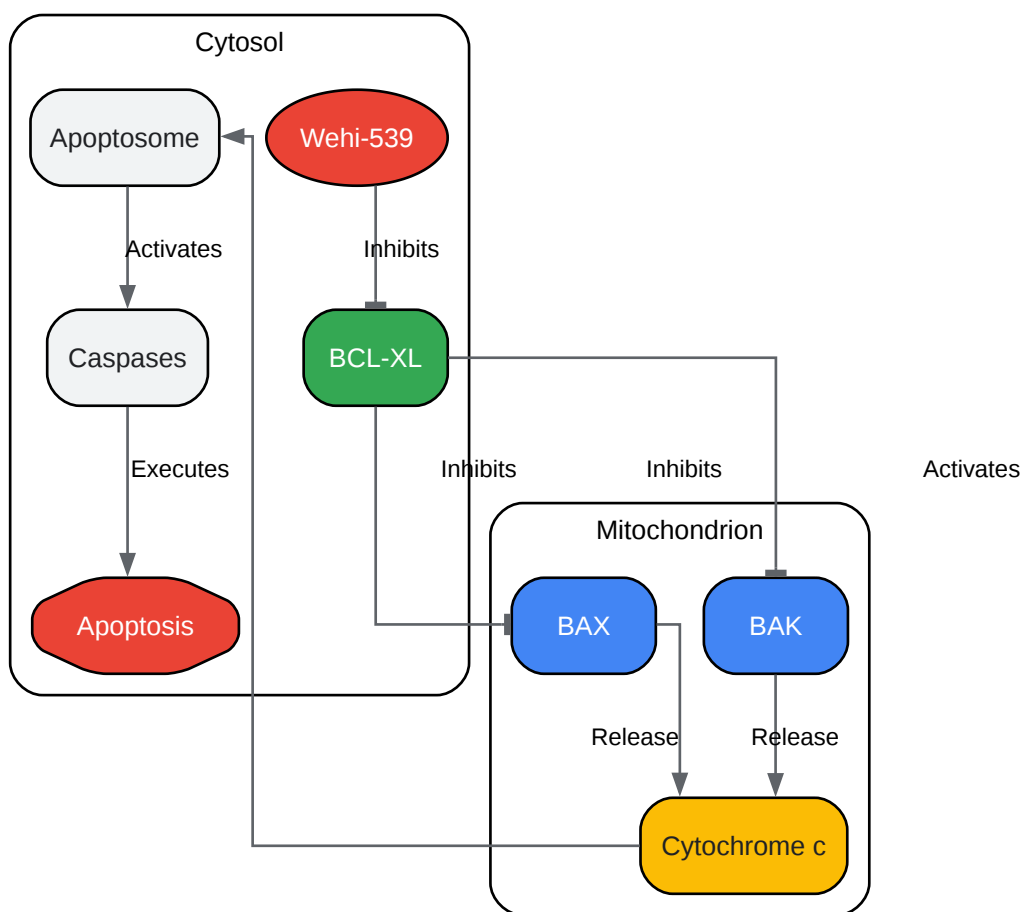 Cytosol
Apoptosome
Wehi-539
Activates
Inhibits
Caspases
BCL-XL
Executes
Inhibits
Inhibits
Activates
Mitochondrion
Apoptosis
BAX
BAK
Release
Release
Cytochrome c